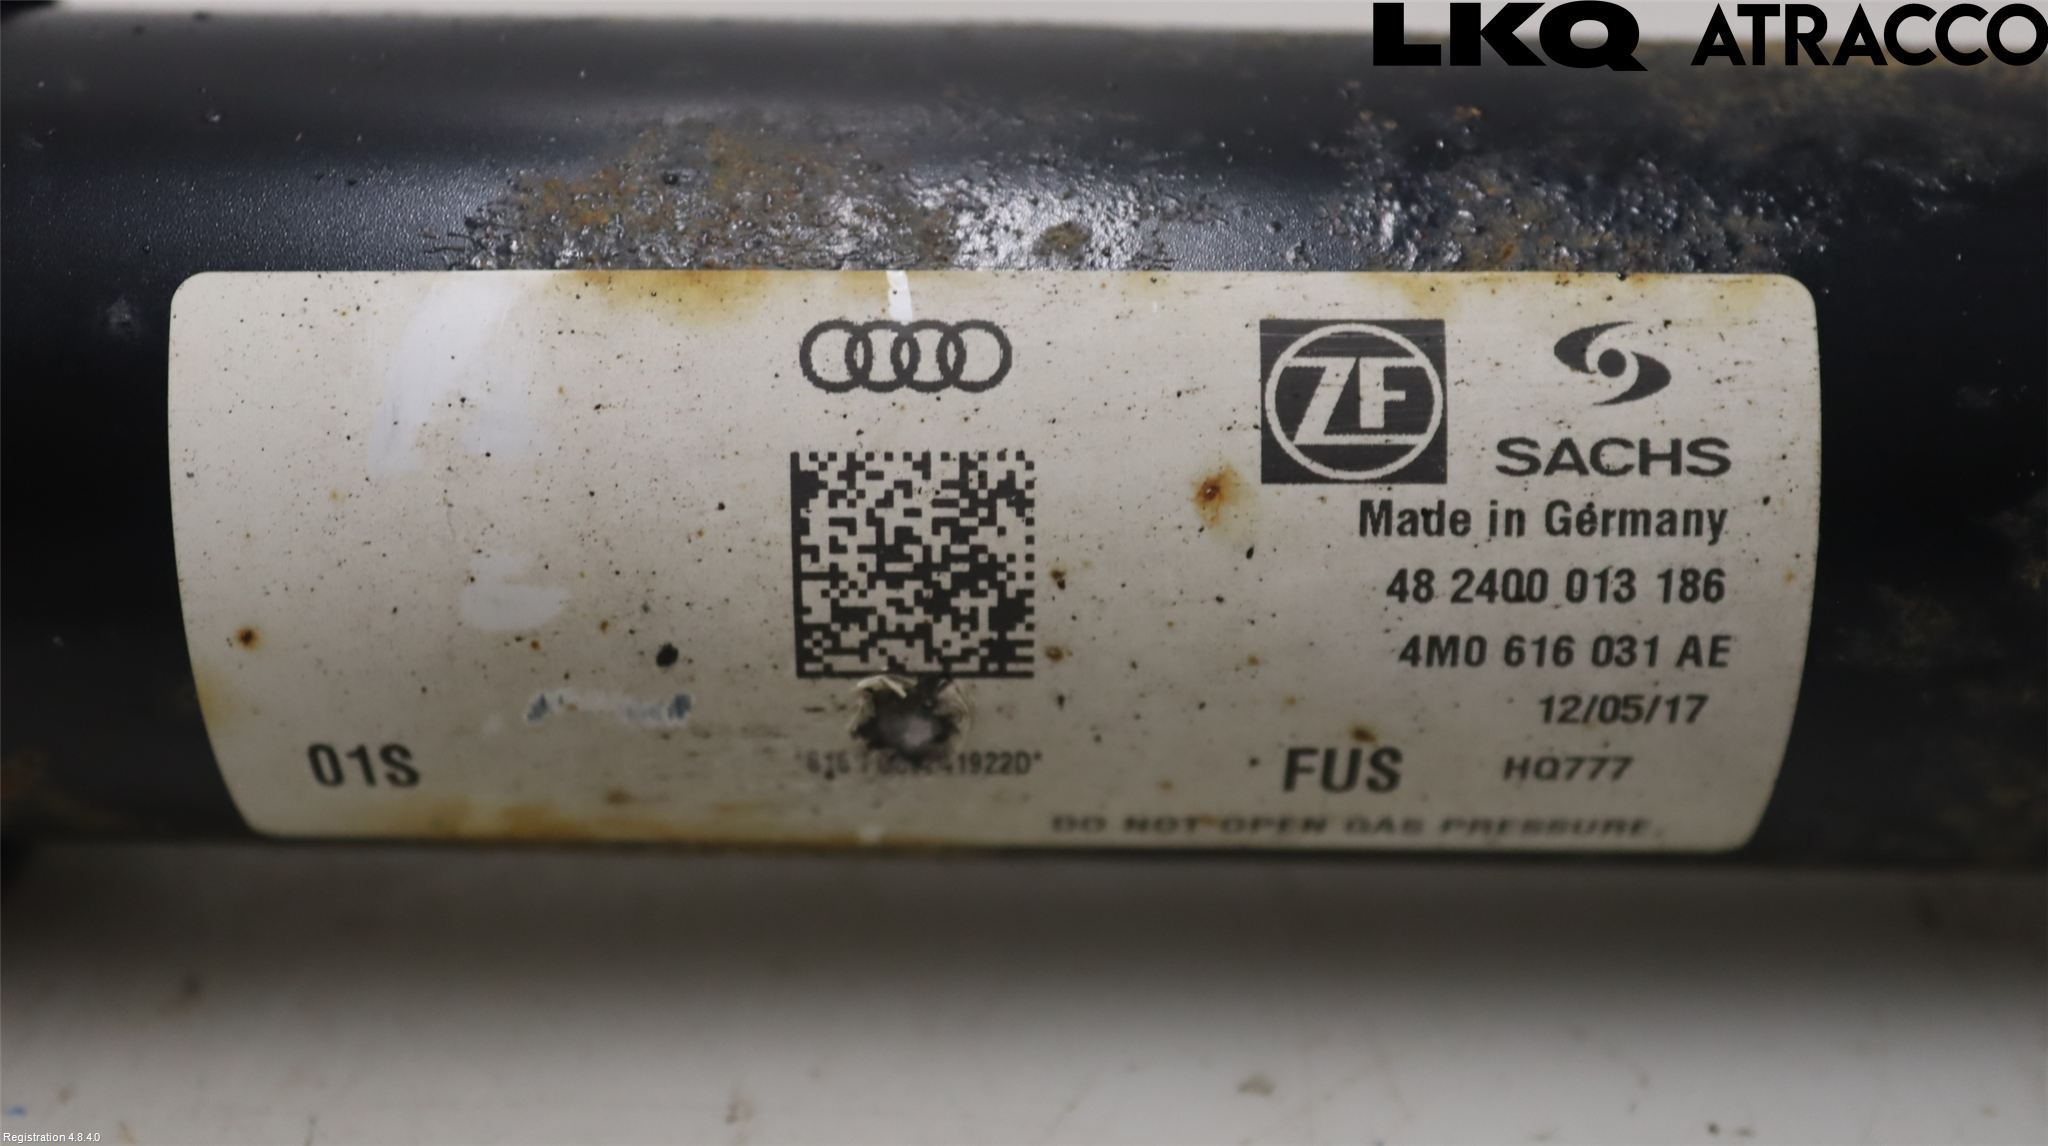 LKQ ATRACCO
ZF
SACHS
Made in Germany
48 2400 013 186
4M0 616 031 AE
12/05/17
01S
FUS
HQ777
DO NOT OPEN GAS PRESSURE.
Registration 4.8.4.0